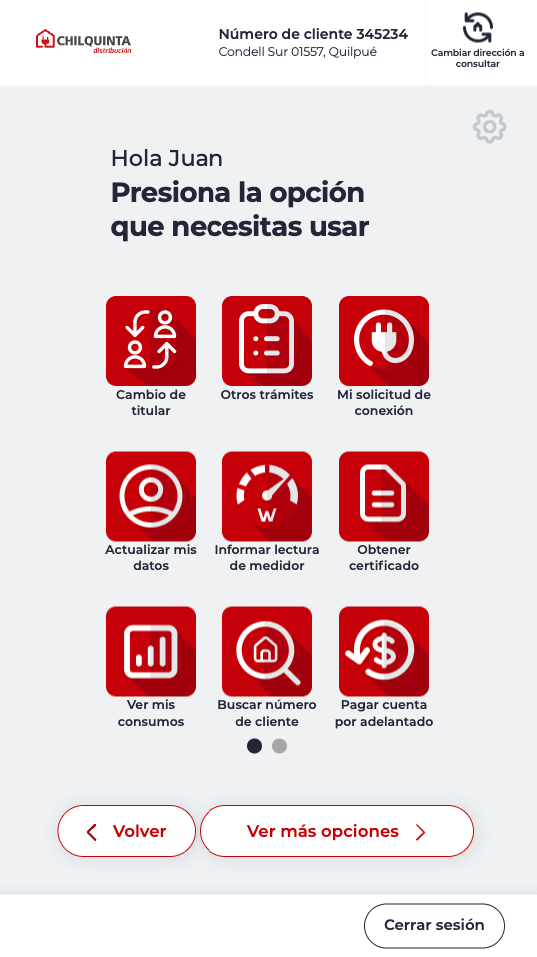 CHILQUINTA
distribución
Número de cliente 345234
Condell Sur 01557, Quilpué
Cambiar dirección a
consultar
Hola Juan
Presiona la opción
que necesitas usar
Cambio de
titular
Otros trámites
Mi solicitud de
conexión
Actualizar mis
datos
W
Informar lectura
de medidor
Obtener
certificado
Ver mis
consumos
Buscar número
de cliente
$
Pagar cuenta
por adelantado
Volver
Ver más opciones
Cerrar sesión